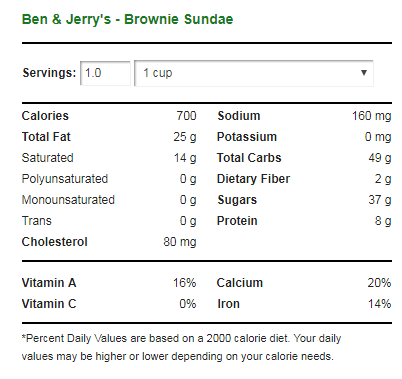 Ben & Jerry's - Brownie Sundae
Servings: 1.0 1 cup
Calories 700 Sodium 160 mg
Total Fat 25 g Potassium 0 mg
Saturated 14 g Total Carbs 49 g
Polyunsaturated 0 g Dietary Fiber 2 g
Monounsaturated 0 g Sugars 37 g
Trans 0 g Protein 8 g
Cholesterol 80 mg
Vitamin A 16% Calcium 20%
Vitamin C 0% Iron 14%
*Percent Daily Values are based on a 2000 calorie diet. Your daily
values may be higher or lower depending on your calorie needs.